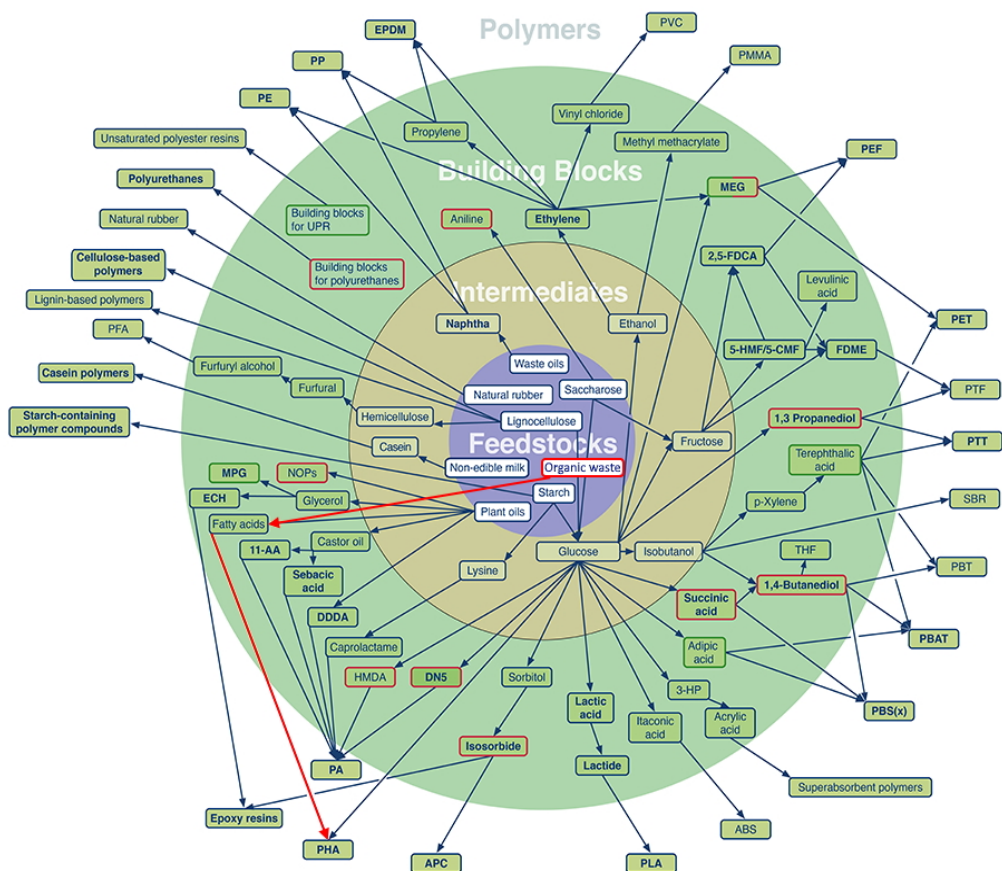 Polymers
PVC
EPDM
PMMA
PP
PE
Vinyl chloride
Propylene
Unsaturated polyester resins
Methyl methacrylate
PEF
Building Blocks
Polyurethanes
MEG
Natural rubber
Building blocks
for UPR
Aniline
Ethylene
Cellulose-based
polymers
2,5-FDCA
Building blocks
for polyurethanes
Levulinic
acid
Lignin-based polymers
Intermediates
PFA
Naphtha
Ethanol
PET
5-HMF/5-CMF
FDME
Furfuryl alcohol
Waste oils
Casein polymers
Furfural
Saccharose
PTF
Natural rubber
Starch-containing
polymer compounds
Hemicellulose
Lignocellulose
1,3 Propanediol
Feedstocks
Fructose
PTT
Casein
Terephthalic
acid
Non-edible milk
Organic waste
MPG
NOPs
Starch
ECH
Glycerol
p-Xylene
SBR
Plant oils
Fatty acids
Castor oil
11-AA
Glucose
Isobutanol
THF
Lysine
PBT
Sebacic
acid
1,4-Butanediol
Succinic
acid
DDDA
PBAT
Caprolactame
Adipic
acid
HMDA
DN5
Sorbitol
3-HP
Lactic
acid
PBS(x)
Itaconic
acid
Acrylic
acid
Isosorbide
Lactide
PA
Superabsorbent polymers
Epoxy resins
ABS
PHA
APC
PLA